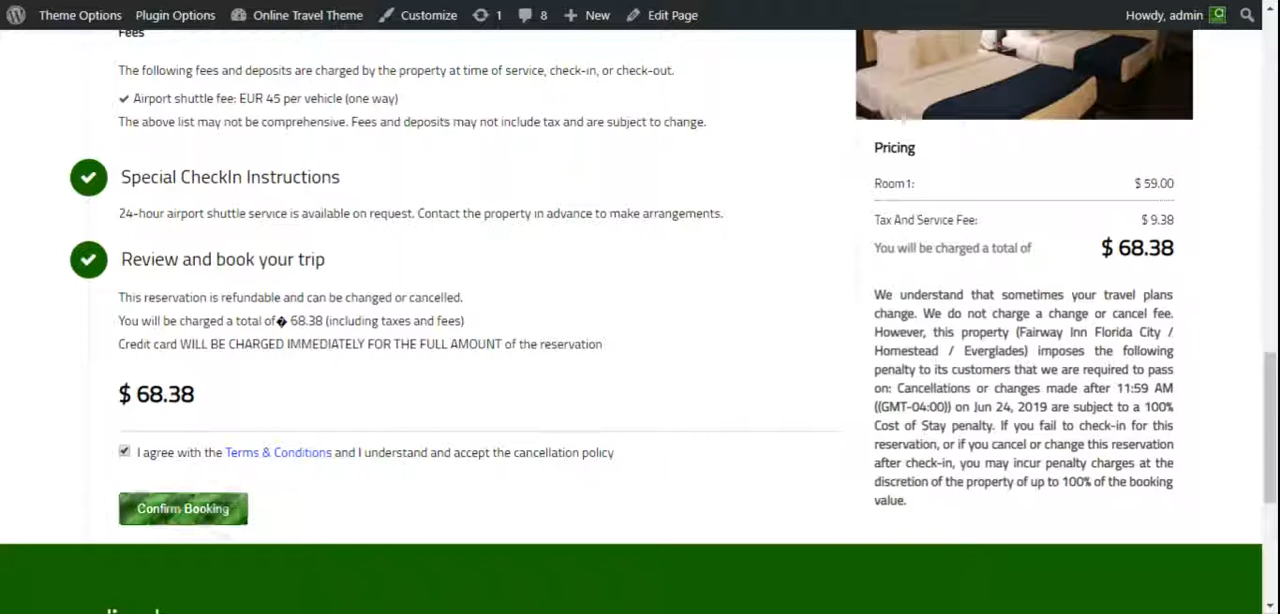 Theme Options Plugin Options Online Travel Theme Customize 1 8 New Edit Page Howdy, admin
Fees
The following fees and deposits are charged by the property at time of service, check-in, or check-out.
✔ Airport shuttle fee: EUR 45 per vehicle (one way)
The above list may not be comprehensive. Fees and deposits may not include tax and are subject to change.
Special CheckIn Instructions
24-hour airport shuttle service is available on request. Contact the property in advance to make arrangements.
Review and book your trip
This reservation is refundable and can be changed or cancelled.
You will be charged a total of� 68.38 (including taxes and fees)
Credit card WILL BE CHARGED IMMEDIATELY FOR THE FULL AMOUNT of the reservation
$ 68.38
I agree with the Terms & Conditions and I understand and accept the cancellation policy
Confirm Booking
Pricing
Room1: $ 59.00
Tax And Service Fee: $ 9.38
You will be charged a total of $ 68.38
We understand that sometimes your travel plans
change. We do not charge a change or cancel fee.
However, this property (Fairway Inn Florida City /
Homestead / Everglades) imposes the following
penalty to its customers that we are required to pass
on: Cancellations or changes made after 11:59 AM
((GMT-04:00)) on Jun 24, 2019 are subject to a 100%
Cost of Stay penalty. If you fail to check-in for this
reservation, or if you cancel or change this reservation
after check-in, you may incur penalty charges at the
discretion of the property of up to 100% of the booking
value.